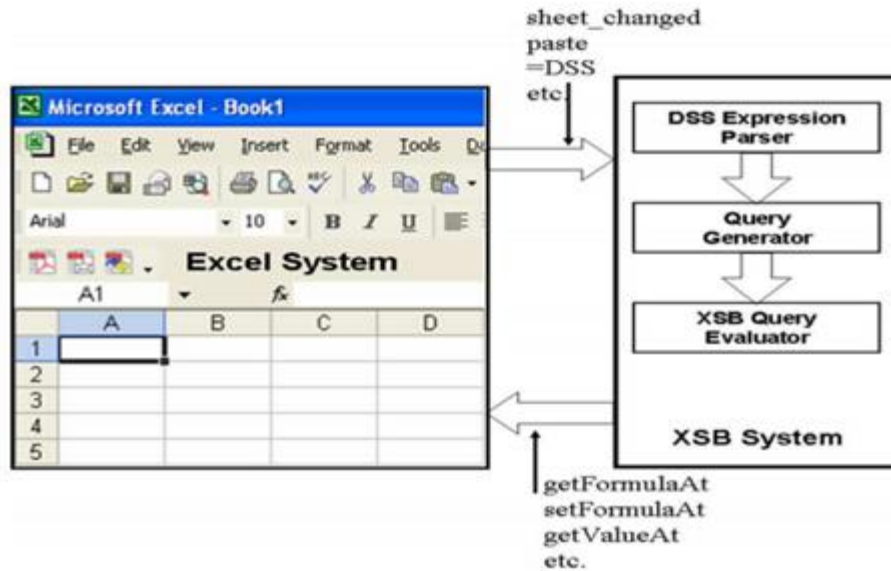 sheet_changed
paste
=DSS
etc.
Microsoft Excel - Book1
File Edit View Insert Format Tools Da
Arial 10 B I U
Excel System
A1 fx
A B C D
1
2
3
4
5
DSS Expression
Parser
Query
Generator
XSB Query
Evaluator
XSB System
getFormulaAt
setFormulaAt
getValueAt
etc.